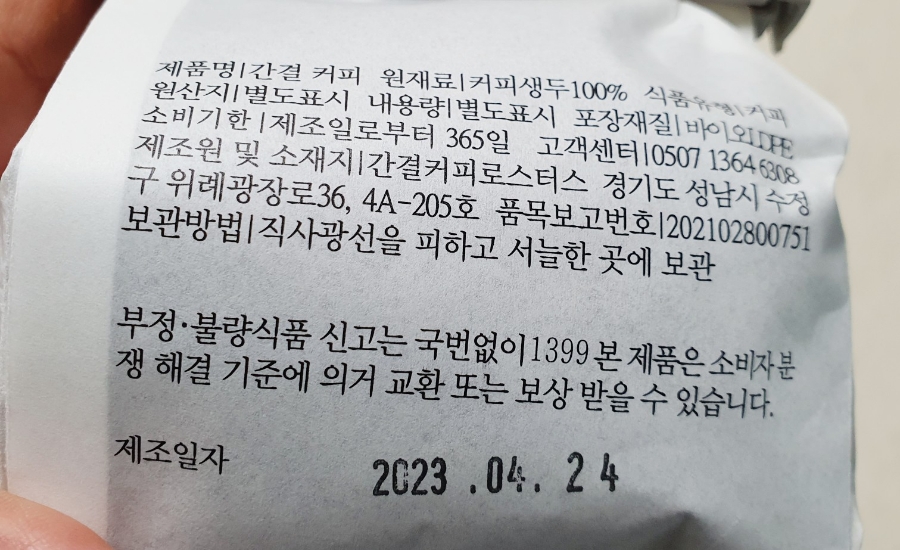 제품명|간결 커피 원재료|커피생두100% 식품유형|커피
원산지|별도표시 내용량|별도표시 포장재질|바이오LDPE
소비기한|제조일로부터 365일 고객센터|0507 1364 6308
제조원 및 소재지|간결커피로스터스 경기도 성남시 수정
구 위례광장로36, 4A-205호 품목보고번호|202102800751
보관방법|직사광선을 피하고 서늘한 곳에 보관
부정·불량식품 신고는 국번없이1399 본 제품은 소비자분
쟁 해결 기준에 의거 교환 또는 보상 받을 수 있습니다.
제조일자 2023.04.24